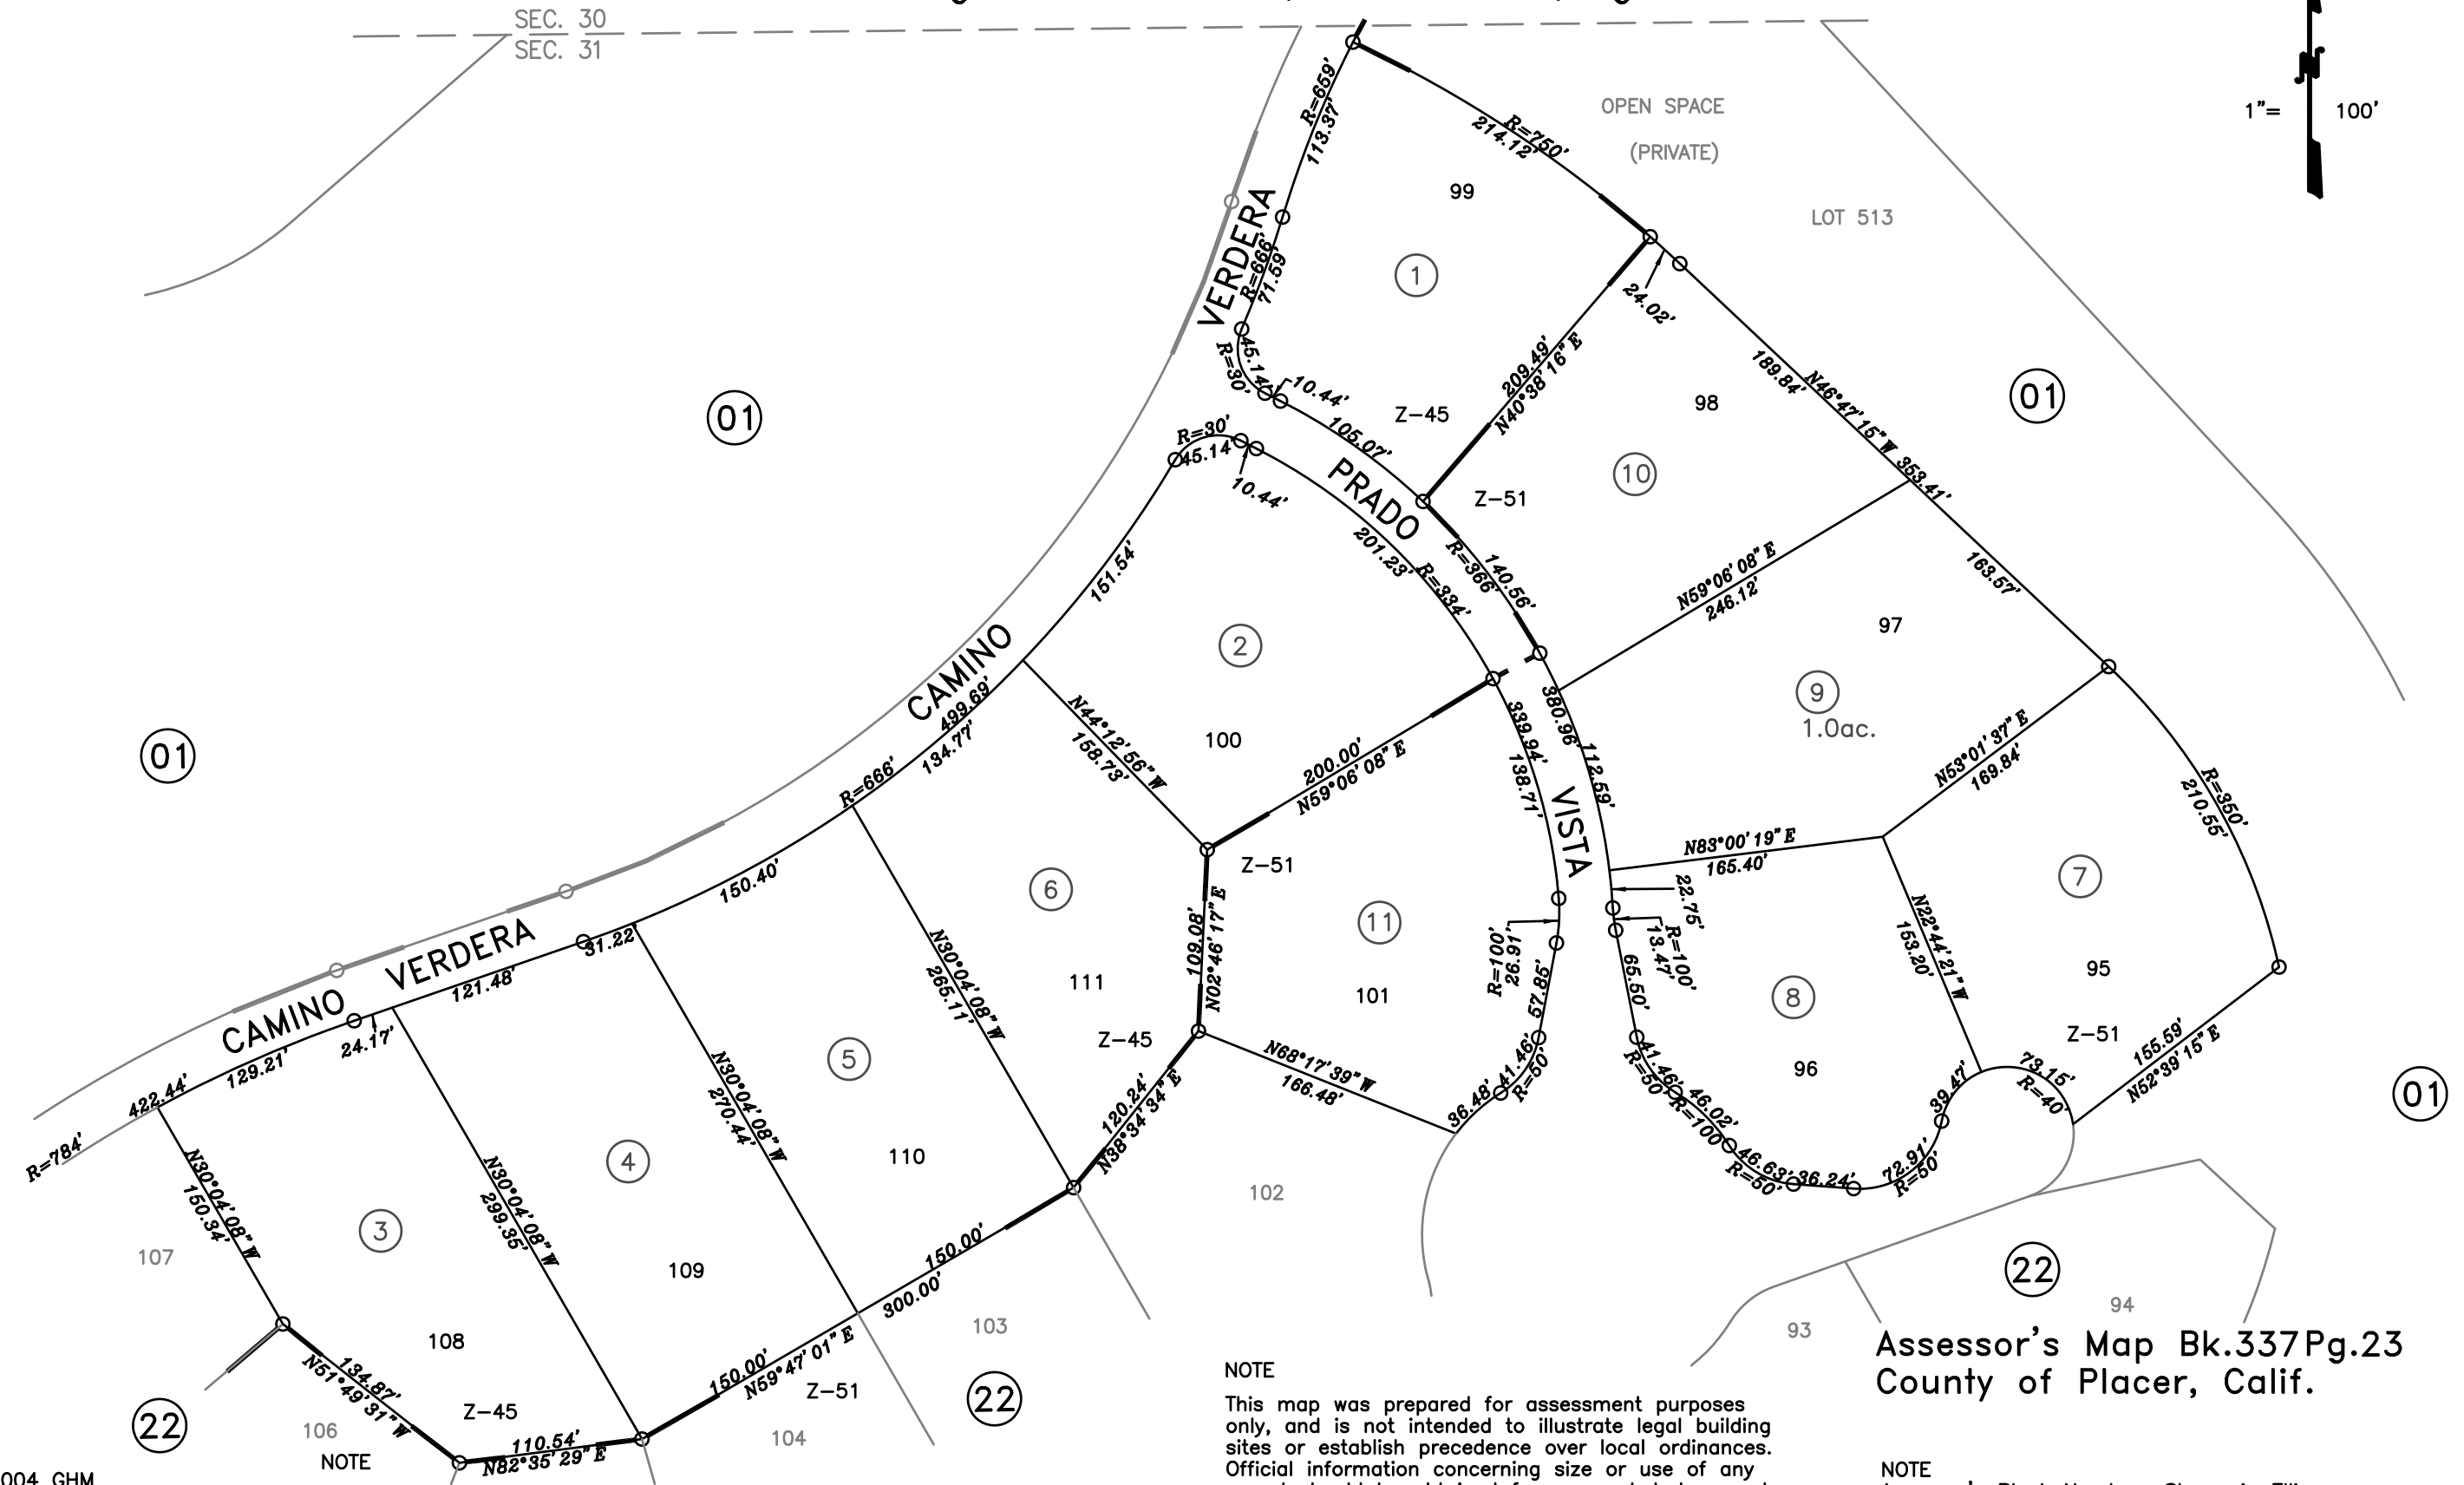 SEC. 30
SEC. 31
1"= 100'
OPEN SPACE
(PRIVATE)
LOT 513
R=659'
113.37'
R=750'
214.12'
99
1
VERDERA
R=666'
71.59'
45.14'
R=30'
10.44'
24.02'
209.49'
N40°38'16"E
Z-45
105.07'
98
10
Z-51
189.84'
N46°47'15"W 353.41'
01
01
01
01
R=30'
45.14'
10.44'
PRADO
201.23'
R=334'
R=366'
140.56'
N59°06'08"E
246.12'
163.57'
97
9
1.0ac.
151.54'
2
100
CAMINO
499.69'
134.77'
R=666'
N44°12'56"W
158.73'
200.00'
N59°06'08"E
Z-51
339.94'
138.71'
380.96'
112.59'
VISTA
N53°01'37"E
169.84'
R=350'
210.55'
N83°00'19"E
165.40'
7
95
Z-51
22.75'
R=100'
13.47'
N22°44'21"W
153.20'
65.50'
8
96
150.40'
6
111
Z-45
109.08'
N02°46'17"E
11
101
R=100'
26.91'
57.85'
41.46'
R=50'
36.48'
N68°17'39"W
166.48'
41.46'
R=50'
46.02'
R=100'
46.63'
R=50'
36.24'
72.91'
R=50'
39.47'
73.15'
R=40'
155.59'
N52°39'15"E
CAMINO VERDERA
31.22'
121.48'
24.17'
129.21'
422.44'
R=784'
N30°04'08"W
265.11'
N30°04'08"W
270.44'
5
110
120.24'
N38°34'34"E
102
N30°04'08"W
299.35'
4
109
150.00'
300.00'
103
N30°04'08"W
150.34'
3
108
107
134.87'
N51°49'31"W
Z-45
150.00'
N59°47'01"E
Z-51
22
22
22
106
104
110.54'
N82°35'29"E
93
94
Assessor's Map Bk.337Pg.23
County of Placer, Calif.
NOTE
This map was prepared for assessment purposes
only, and is not intended to illustrate legal building
sites or establish precedence over local ordinances.
Official information concerning size or use of any
NOTE
NOTE
004 GHM